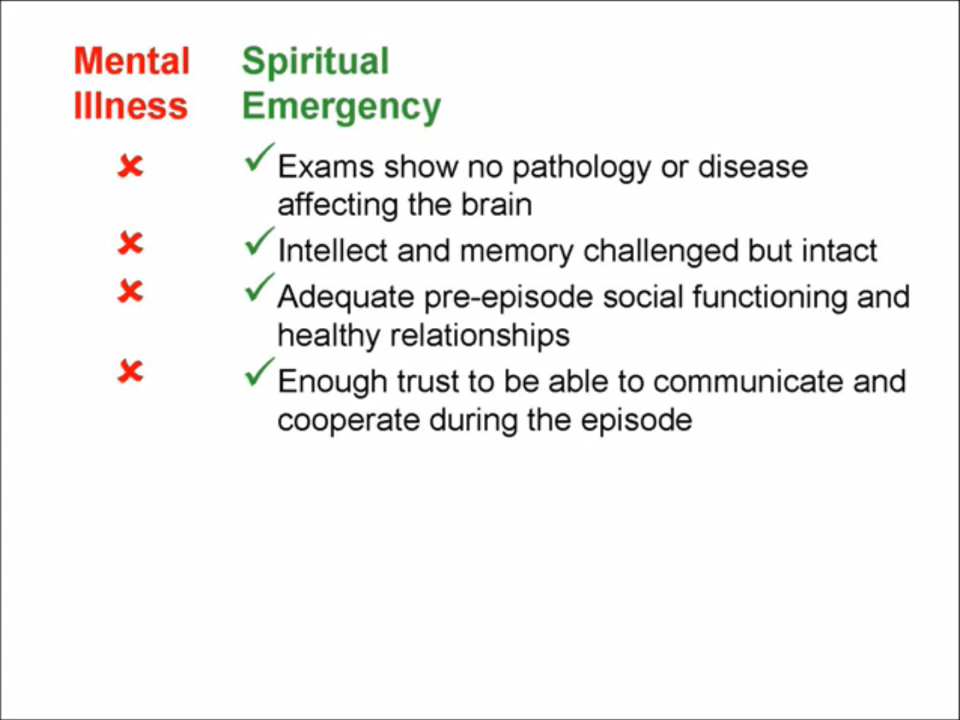 Mental Spiritual
Illness Emergency
✘ ✓ Exams show no pathology or disease
affecting the brain
✘ ✓ Intellect and memory challenged but intact
✘ ✓ Adequate pre-episode social functioning and
healthy relationships
✘ ✓ Enough trust to be able to communicate and
cooperate during the episode